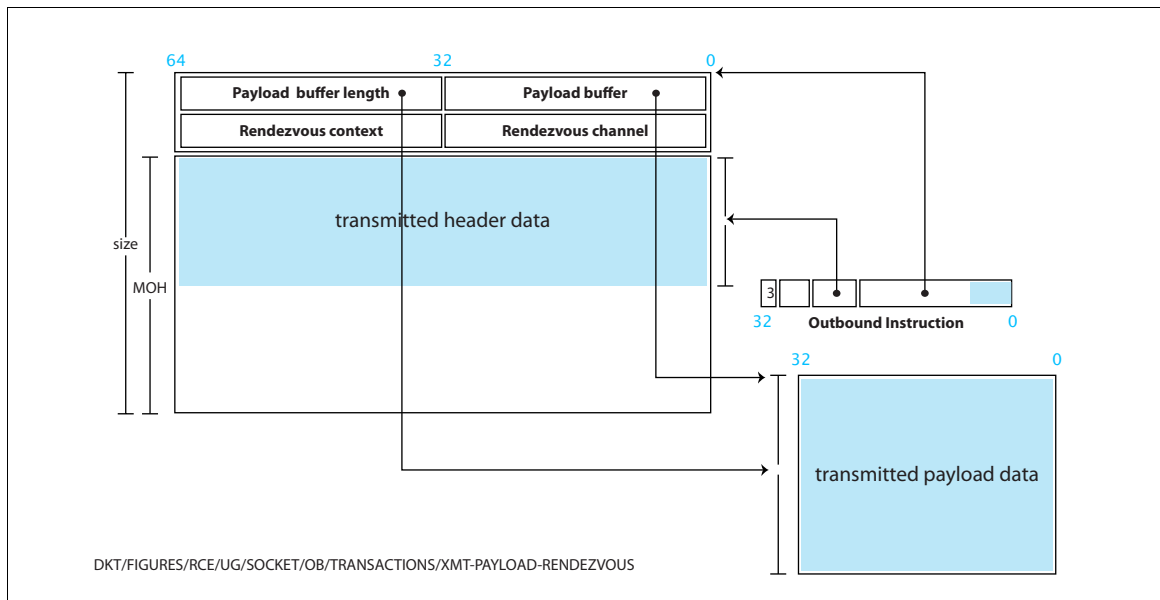 64 32 0
Payload buffer length Payload buffer
Rendezvous context Rendezvous channel
transmitted header data
size
MOH
3
32 Outbound Instruction 0
32 0
transmitted payload data
DKT/FIGURES/RCE/UG/SOCKET/OB/TRANSACTIONS/XMT-PAYLOAD-RENDEZVOUS